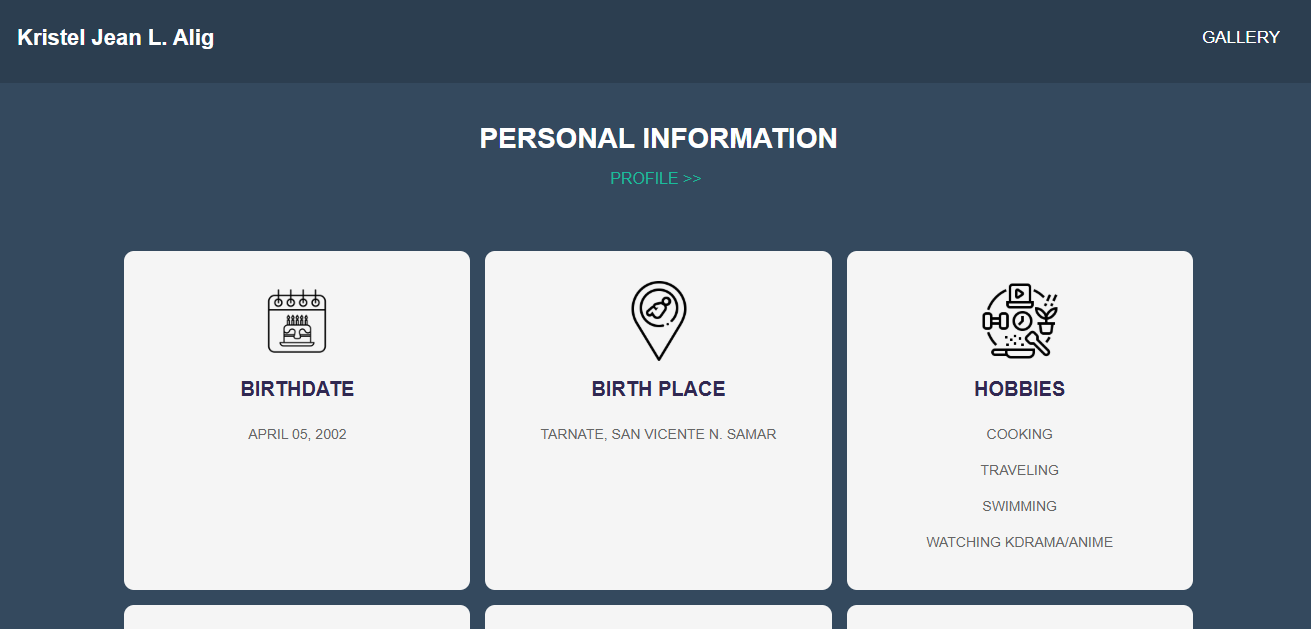 Kristel Jean L. Alig
GALLERY
PERSONAL INFORMATION
PROFILE >>
BIRTHDATE
APRIL 05, 2002
BIRTH PLACE
TARNATE, SAN VICENTE N. SAMAR
HOBBIES
COOKING
TRAVELING
SWIMMING
WATCHING KDRAMA/ANIME